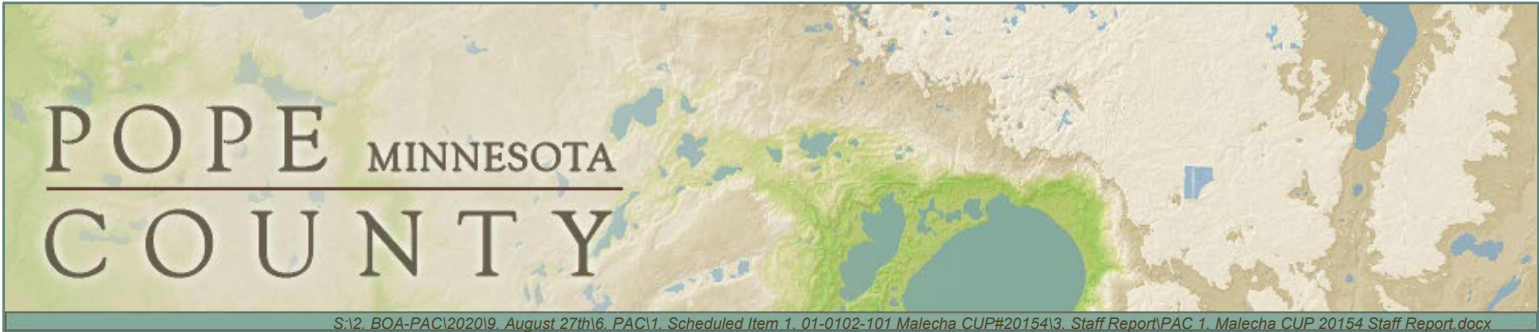 POPE MINNESOTA
COUNTY
S:\2. BOA-PAC\2020\9. August 27th\6. PAC\1. Scheduled Item 1. 01-0102-101 Malecha CUP#20154\3. Staff Report\PAC 1. Malecha CUP 20154 Staff Report.docx